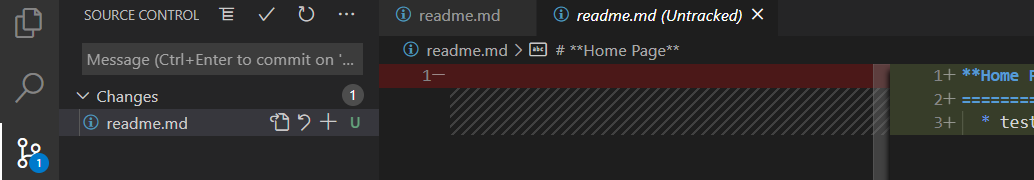 SOURCE CONTROL
Message (Ctrl+Enter to commit on '...
Changes 1
readme.md U
1
readme.md
readme.md (Untracked)
readme.md > abc # **Home Page**
1—
1+ **Home
2+ =========
3+ * test